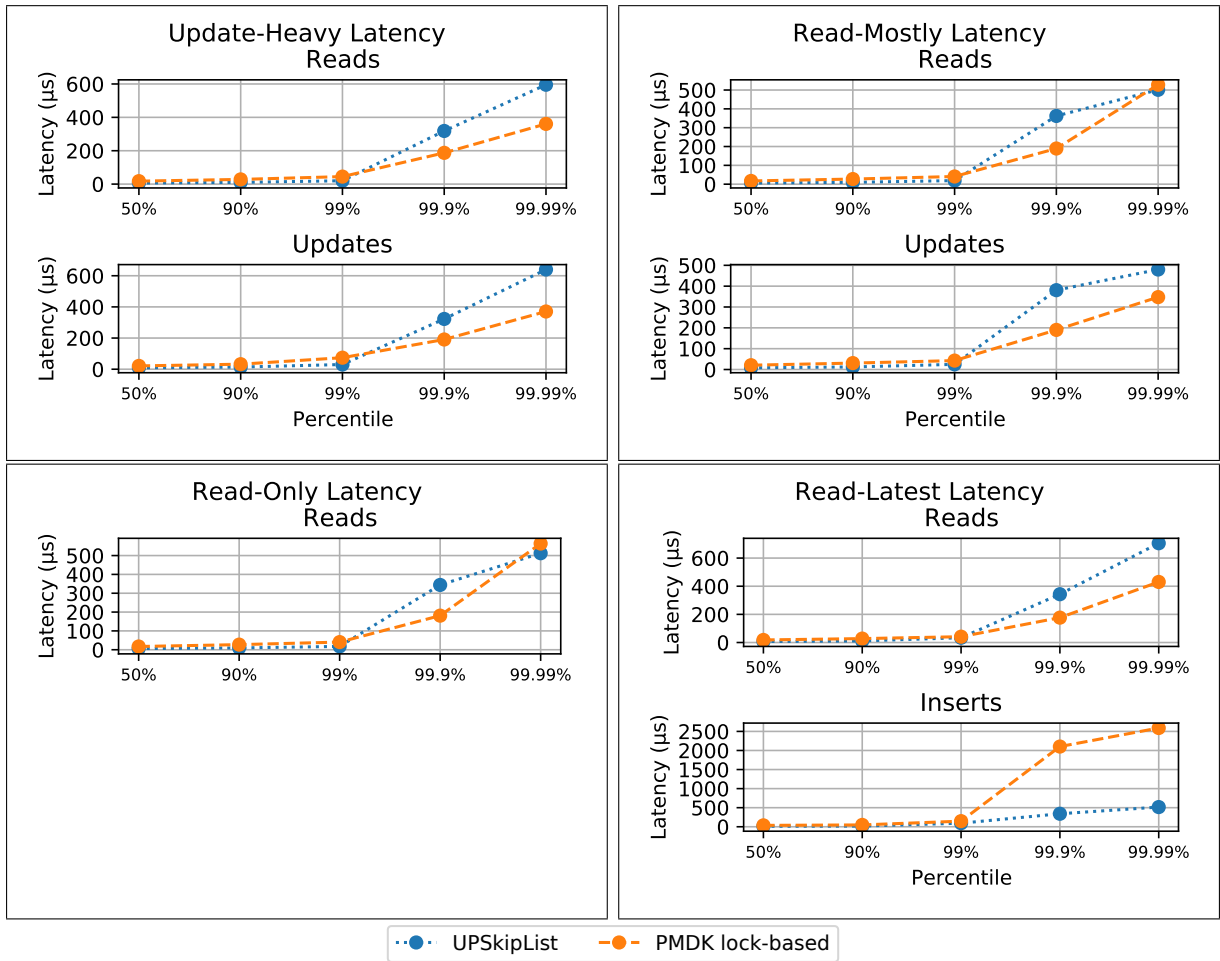 Update-Heavy Latency
Reads
Latency (μs)
600
400
200
0
50% 90% 99% 99.9% 99.99%
Updates
Latency (μs)
600
400
200
0
50% 90% 99% 99.9% 99.99%
Percentile
Read-Mostly Latency
Reads
Latency (μs)
500
400
300
200
100
0
50% 90% 99% 99.9% 99.99%
Updates
Latency (μs)
500
400
300
200
100
0
50% 90% 99% 99.9% 99.99%
Percentile
Read-Only Latency
Reads
Latency (μs)
500
400
300
200
100
0
50% 90% 99% 99.9% 99.99%
Read-Latest Latency
Reads
Latency (μs)
600
400
200
0
50% 90% 99% 99.9% 99.99%
Inserts
Latency (μs)
2500
2000
1500
1000
500
0
50% 90% 99% 99.9% 99.99%
Percentile
UPSkipList PMDK lock-based